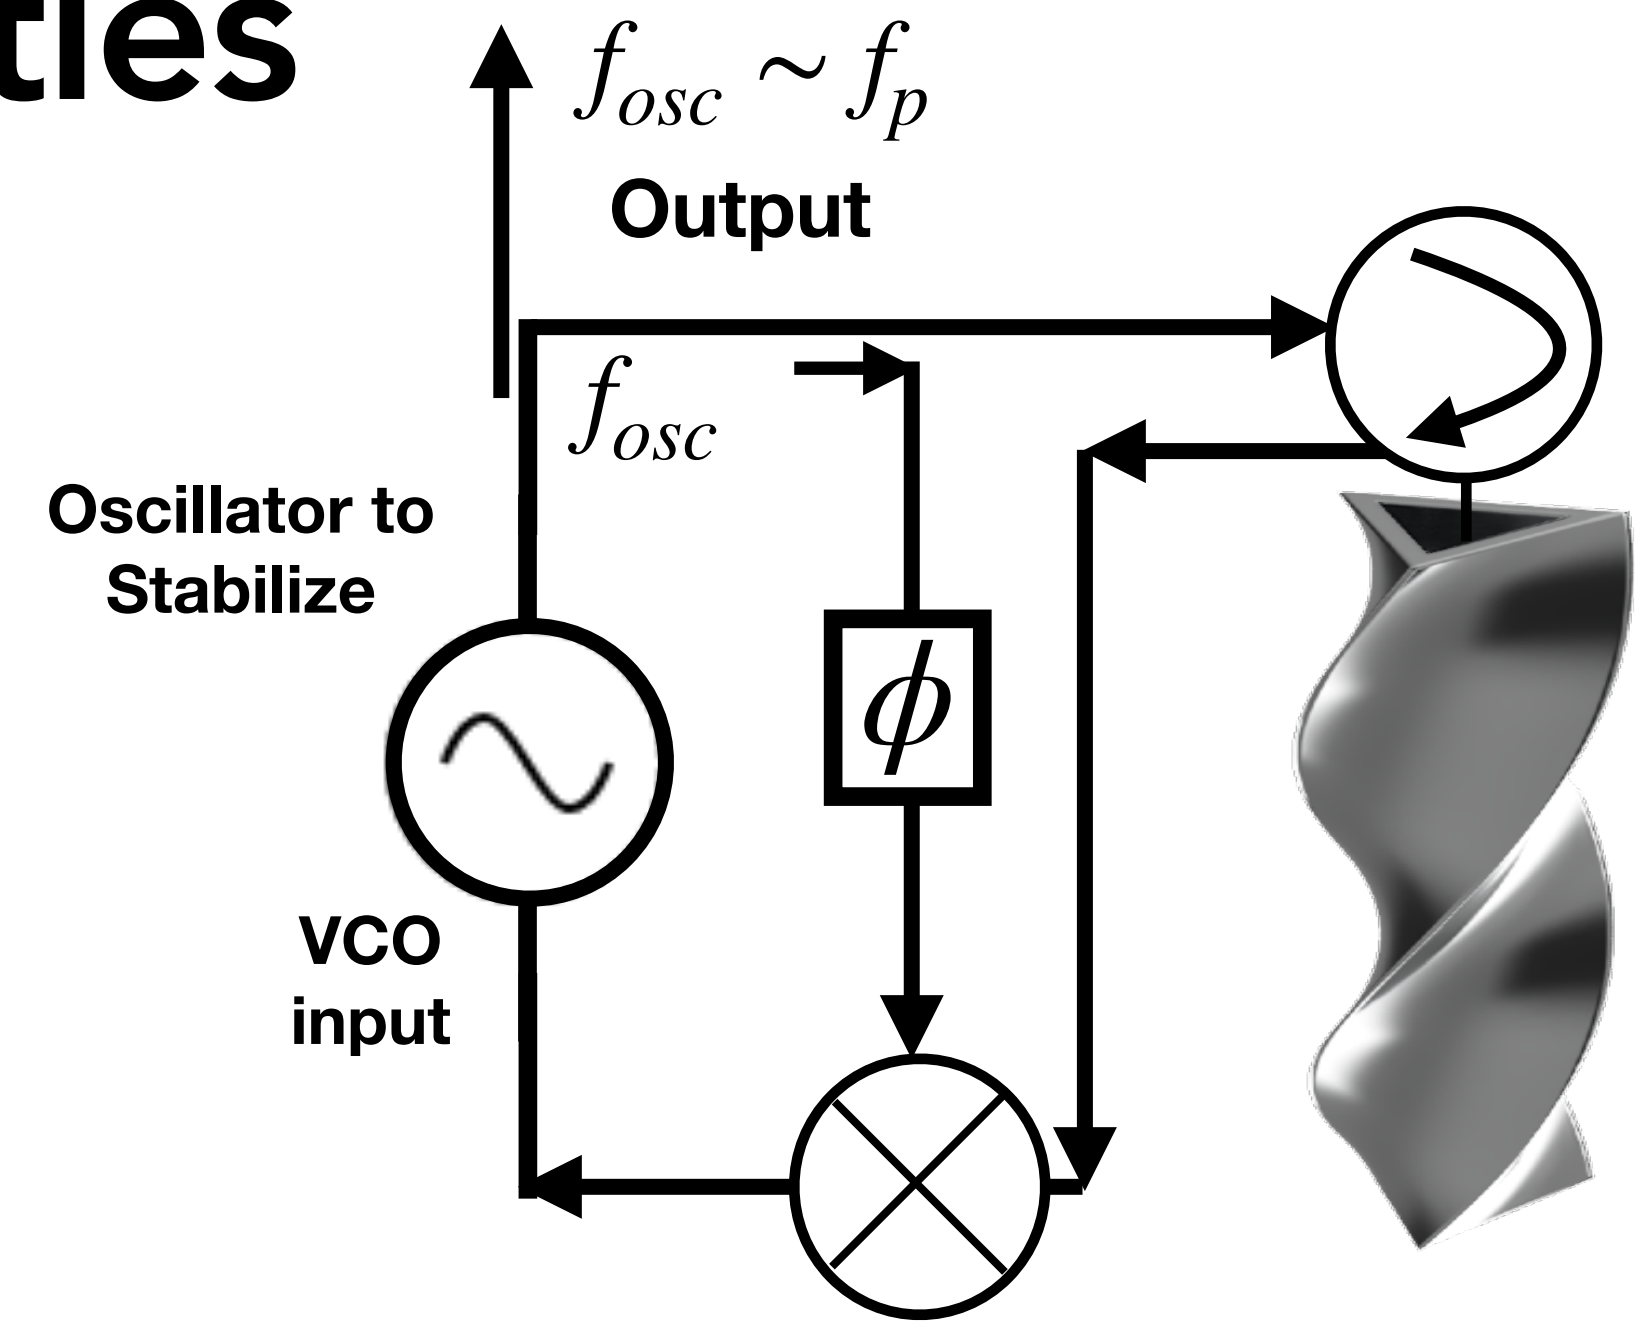 ties
f_osc ~ f_p
Output
f_osc
Oscillator to
Stabilize
ϕ
VCO
input